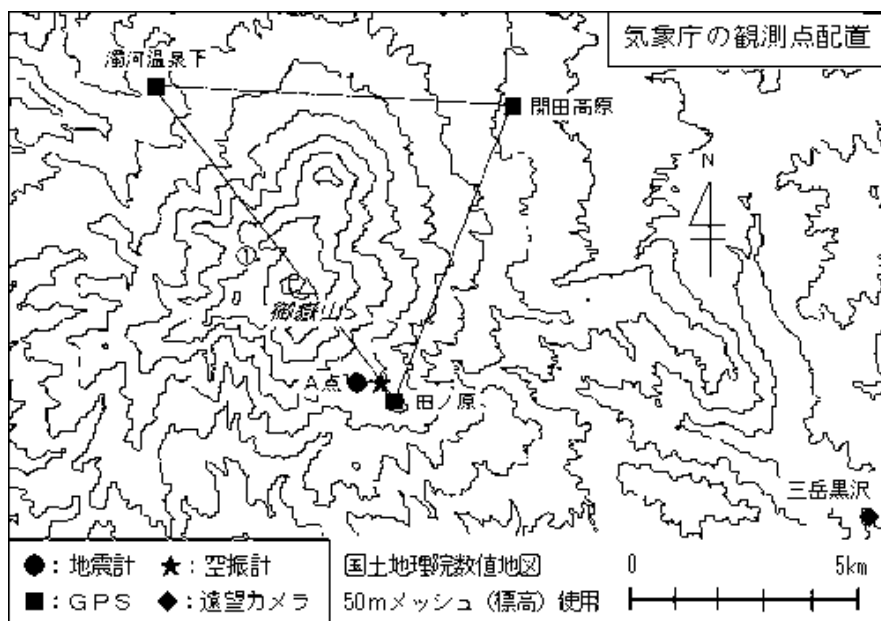 気象庁の観測点配置
濁河温泉下
開田高原
N
①
御嶽山
A点
田ノ原
三岳黒沢
●：地震計 ★：空振計
■：GPS ◆：遠望カメラ
国土地理院数値地図
50mメッシュ（標高）使用
0 5km